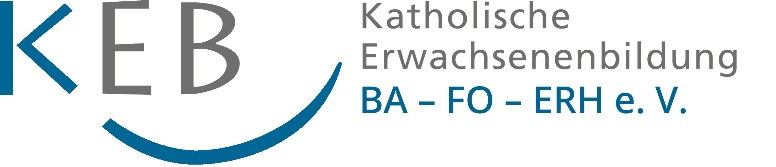 KEB
Katholische
Erwachsenenbildung
BA – FO – ERH e. V.